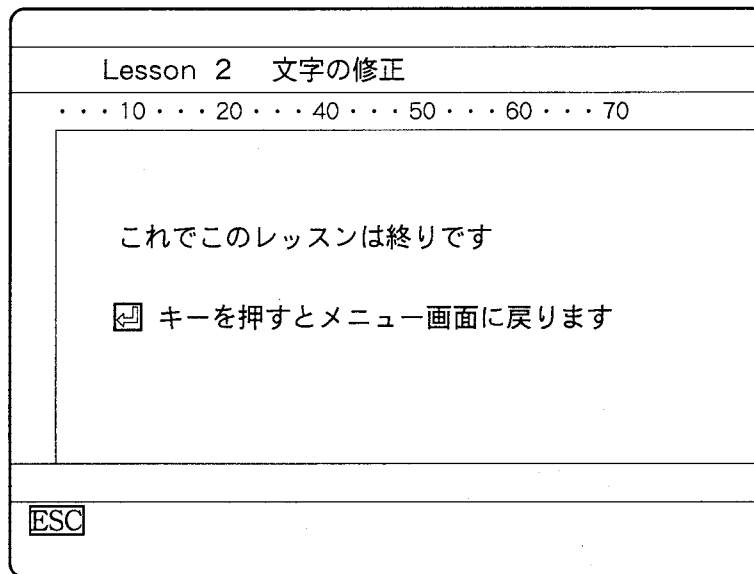 Lesson 2 文字の修正
・・・10・・・20・・・40・・・50・・・60・・・70
これでこのレッスンは終りです
⏎ キーを押すとメニュー画面に戻ります
ESC